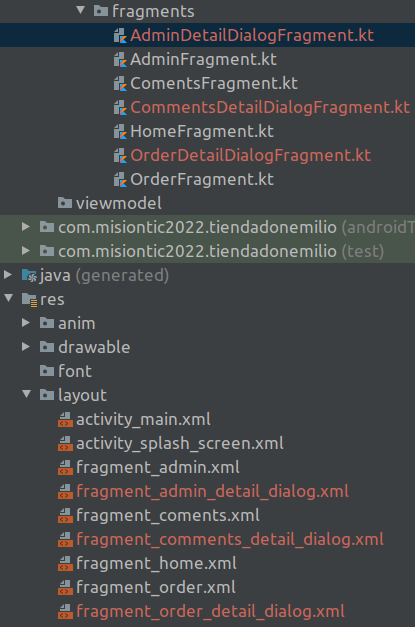 fragments
AdminDetailDialogFragment.kt
AdminFragment.kt
ComentsFragment.kt
CommentsDetailDialogFragment.kt
HomeFragment.kt
OrderDetailDialogFragment.kt
OrderFragment.kt
viewmodel
com.misiontic2022.tiendadonemilio (androidT
com.misiontic2022.tiendadonemilio (test)
java (generated)
res
anim
drawable
font
layout
activity_main.xml
activity_splash_screen.xml
fragment_admin.xml
fragment_admin_detail_dialog.xml
fragment_coments.xml
fragment_comments_detail_dialog.xml
fragment_home.xml
fragment_order.xml
fragment_order_detail_dialog.xml